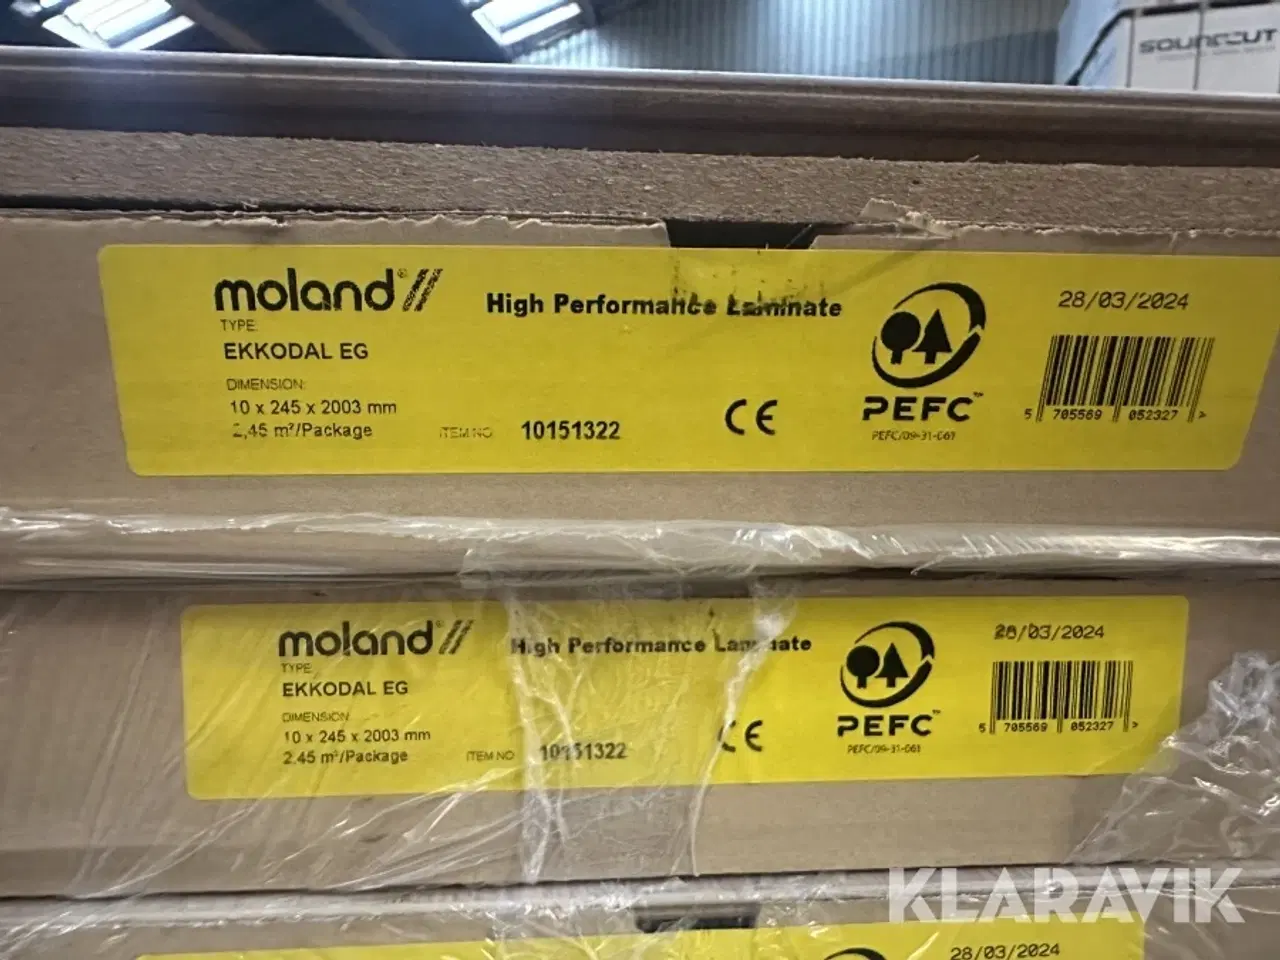 SOUNDCUT
moland®
High Performance Laminate
28/03/2024
TYPE:
EKKODAL EG
DIMENSION:
10 x 245 x 2003 mm
2,45 m²/Package
ITEM NO
10151322
CE
PEFC™
PEFC/09-31-061
5 705569 052327 >
moland®
High Performance Laminate
28/03/2024
TYPE
EKKODAL EG
DIMENSION
10 x 245 x 2003 mm
2.45 m²/Package
ITEM NO
10151322
CE
PEFC™
PEFC/09-31-061
5 705569 052327 >
28/03/2024
KLARAVIK